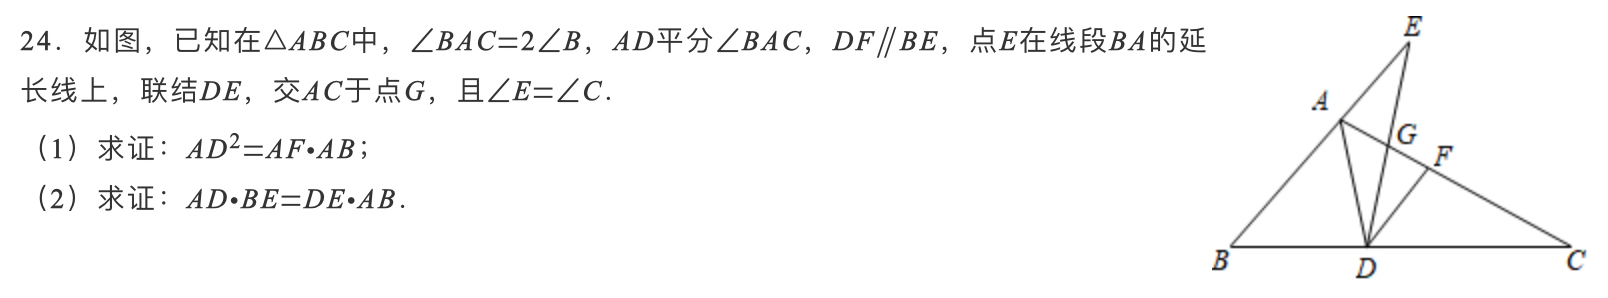 24．如图，已知在△ABC中，∠BAC=2∠B，AD平分∠BAC，DF∥BE，点E在线段BA的延
长线上，联结DE，交AC于点G，且∠E=∠C．
（1）求证：AD²=AF•AB；
（2）求证：AD•BE=DE•AB．
E
A
G
F
B
D
C